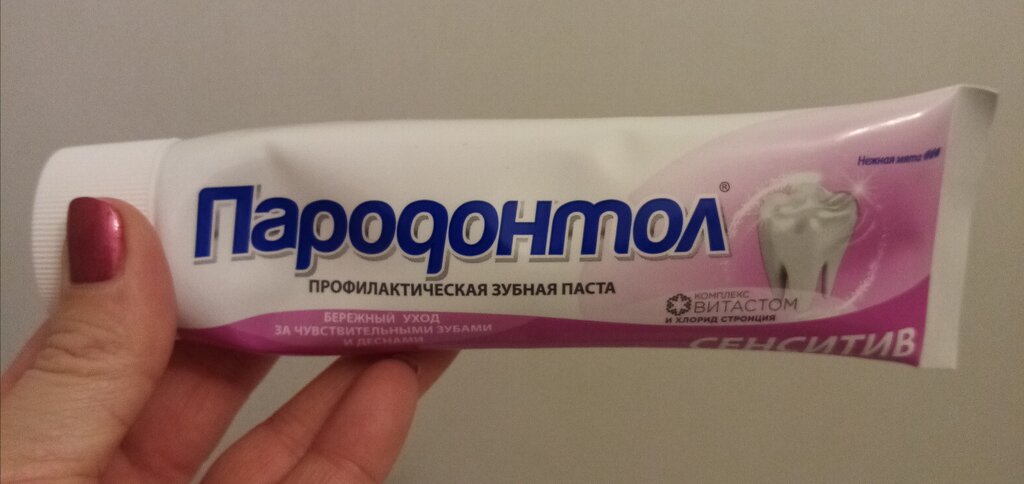 Нежная мята
Пародонтол®
ПРОФИЛАКТИЧЕСКАЯ ЗУБНАЯ ПАСТА
БЕРЕЖНЫЙ УХОД
ЗА ЧУВСТВИТЕЛЬНЫМИ ЗУБАМИ
И ДЕСНАМИ
КОМПЛЕКС
ВИТАСТОМ
И ХЛОРИД СТРОНЦИЯ
СЕНСИТИВ